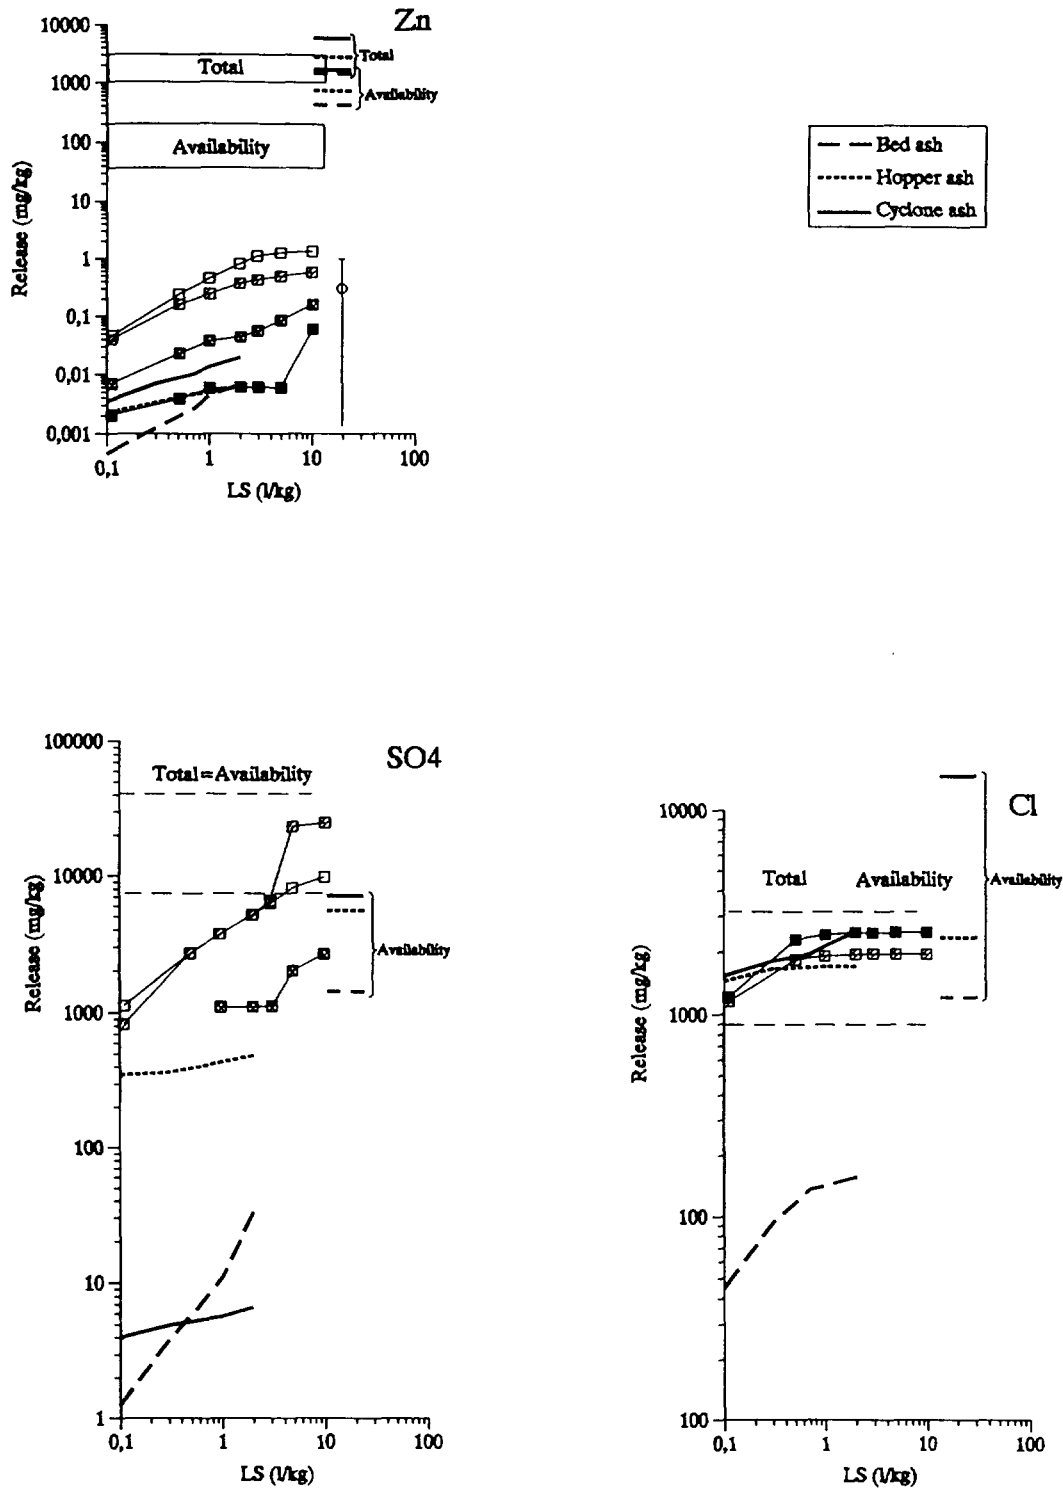 Zn
10000
1000
100
10
1
0,1
0,01
0,001
Release (mg/kg)
Total
Availability
Total
Availability
0,1
1
10
100
LS (l/kg)
Bed ash
Hopper ash
Cyclone ash
SO4
100000
10000
1000
100
10
1
Release (mg/kg)
Total=Availability
Availability
0,1
1
10
100
LS (l/kg)
Cl
10000
1000
100
100
Release (mg/kg)
Total
Availability
Availability
0,1
1
10
100
LS (l/kg)